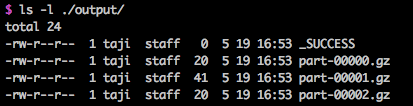 $ ls -l ./output/
total 24
-rw-r--r--  1 taji  staff   0  5 19 16:53 _SUCCESS
-rw-r--r--  1 taji  staff  20  5 19 16:53 part-00000.gz
-rw-r--r--  1 taji  staff  41  5 19 16:53 part-00001.gz
-rw-r--r--  1 taji  staff  20  5 19 16:53 part-00002.gz